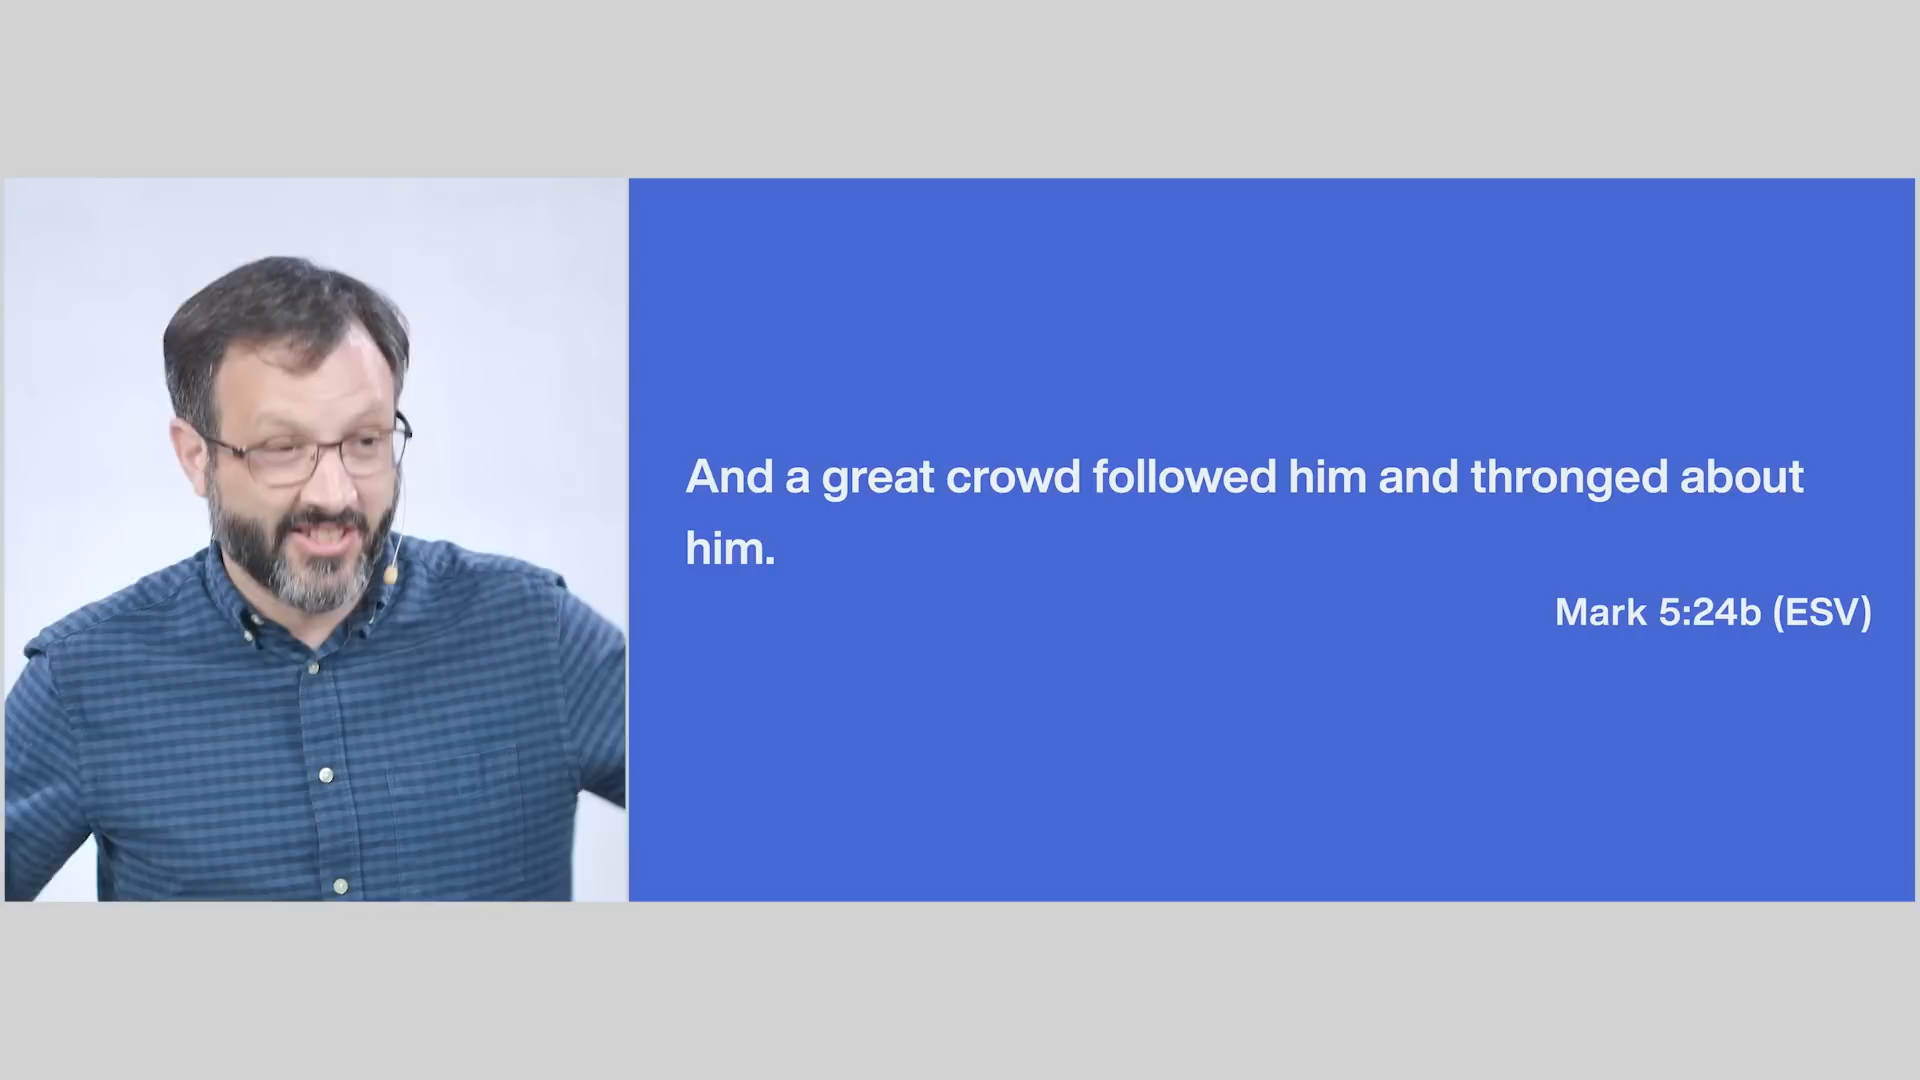 And a great crowd followed him and thronged about
him.
Mark 5:24b (ESV)